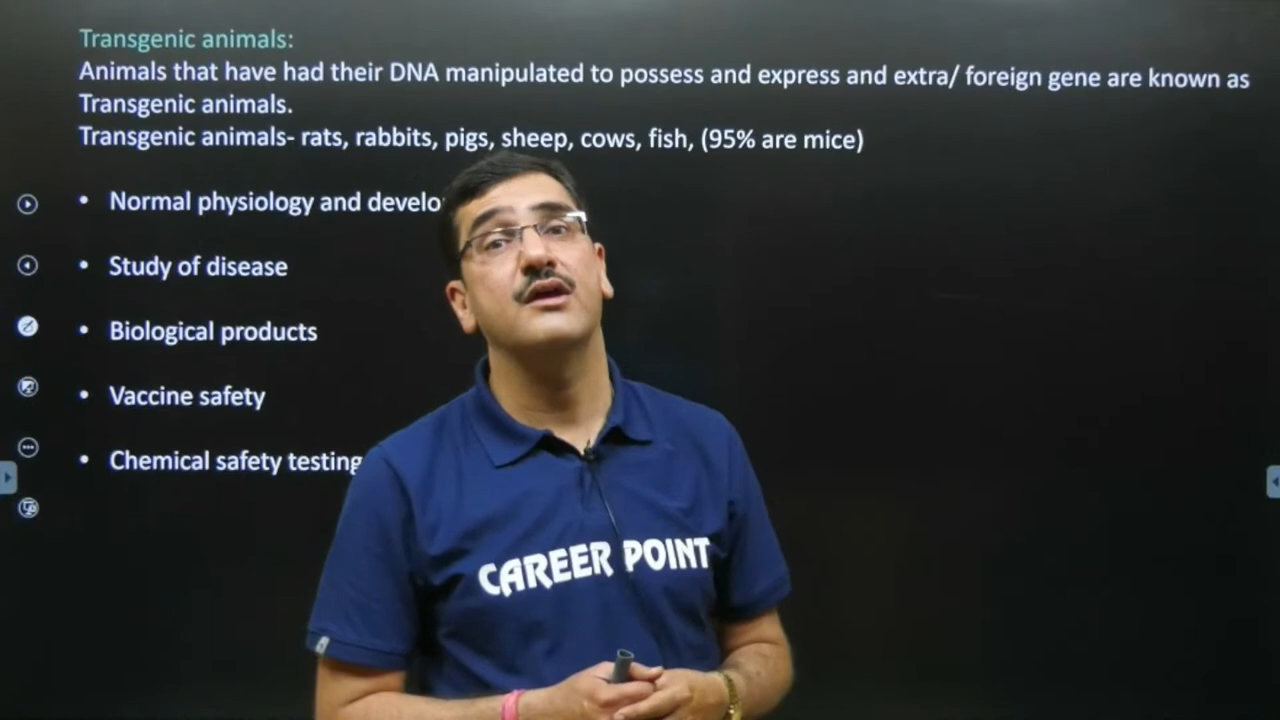 Transgenic animals:
Animals that have had their DNA manipulated to possess and express and extra/ foreign gene are known as
Transgenic animals.
Transgenic animals- rats, rabbits, pigs, sheep, cows, fish, (95% are mice)
• Normal physiology and develo
• Study of disease
• Biological products
• Vaccine safety
• Chemical safety testing
CAREER POINT